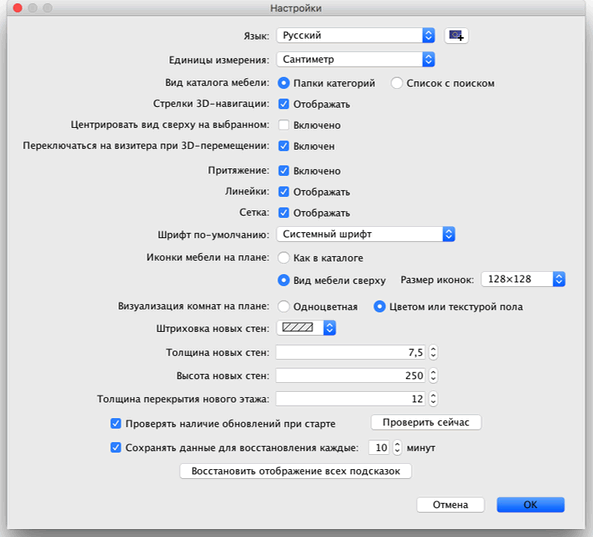 Настройки
Язык: Русский
Единицы измерения: Сантиметр
Вид каталога мебели: Папки категорий Список с поиском
Стрелки 3D-навигации: Отображать
Центрировать вид сверху на выбранном: Включено
Переключаться на визитера при 3D-перемещении: Включен
Притяжение: Включено
Линейки: Отображать
Сетка: Отображать
Шрифт по-умолчанию: Системный шрифт
Иконки мебели на плане: Как в каталоге
Вид мебели сверху Размер иконок: 128×128
Визуализация комнат на плане: Одноцветная Цветом или текстурой пола
Штриховка новых стен:
Толщина новых стен: 7,5
Высота новых стен: 250
Толщина перекрытия нового этажа: 12
Проверять наличие обновлений при старте Проверить сейчас
Сохранять данные для восстановления каждые: 10 минут
Восстановить отображение всех подсказок
Отмена OK